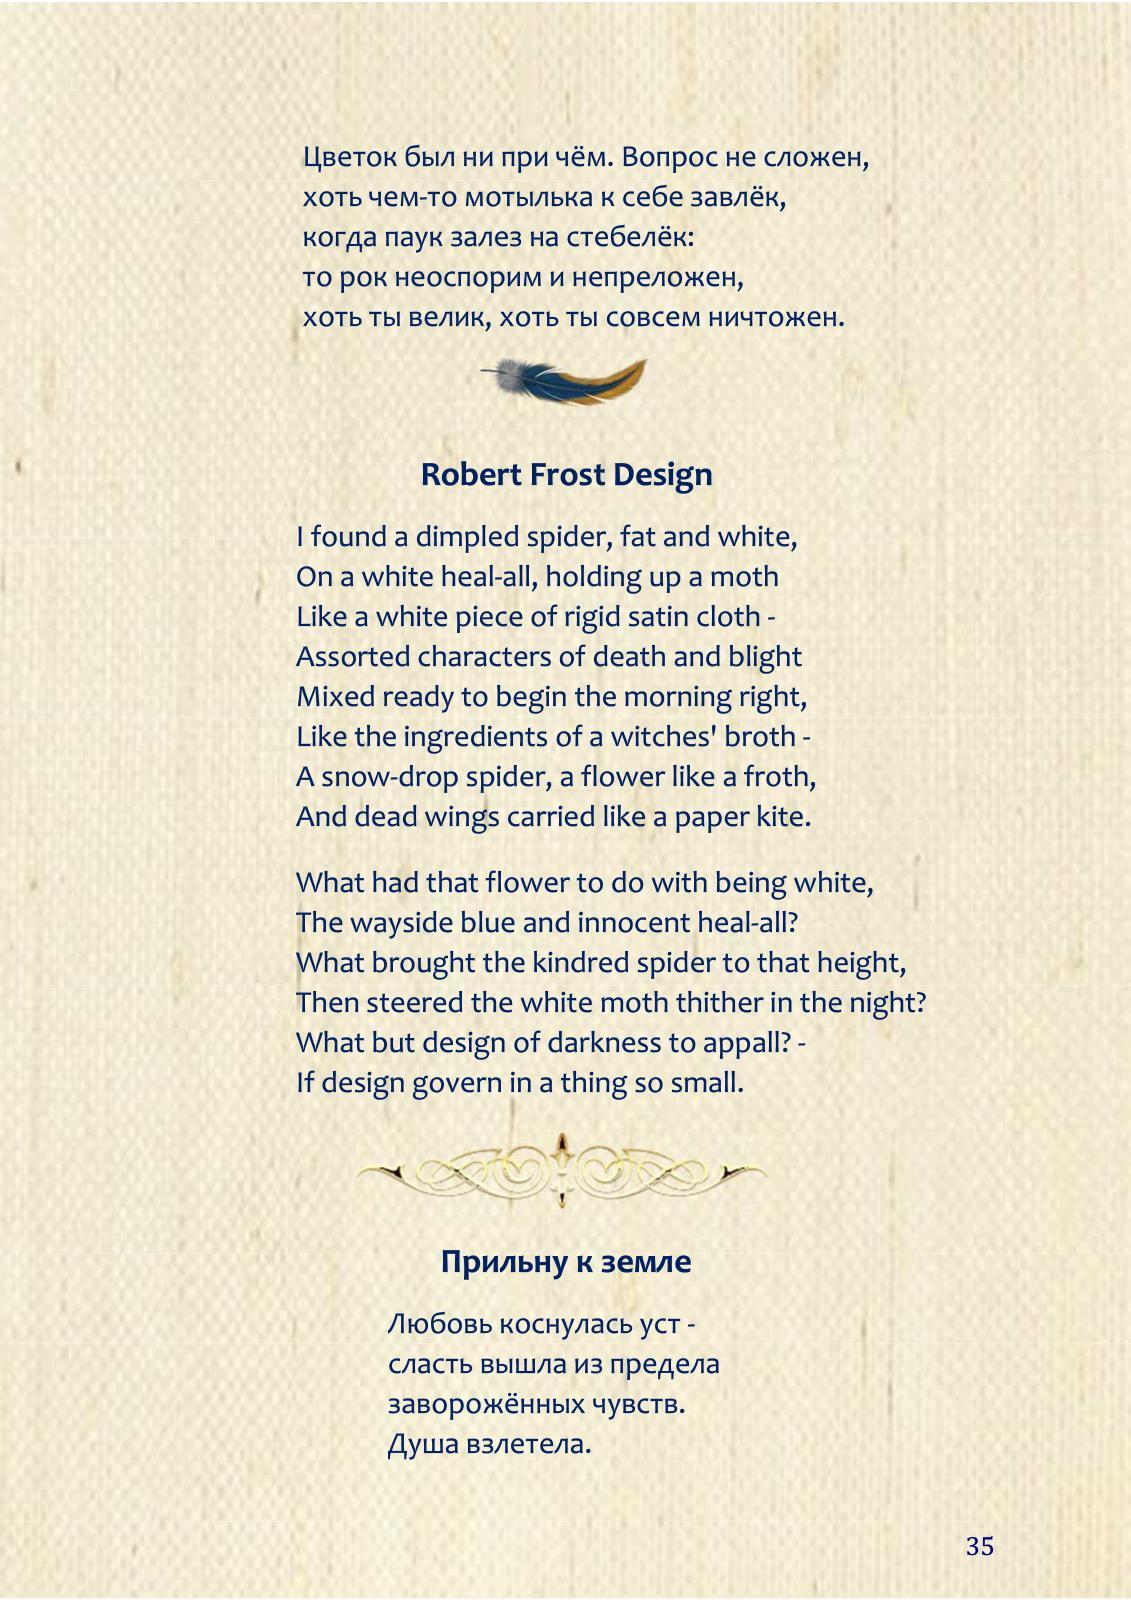 Цветок был ни при чём. Вопрос не сложен,
хоть чем-то мотылька к себе завлёк,
когда паук залез на стебелёк:
то рок неоспорим и непреложен,
хоть ты велик, хоть ты совсем ничтожен.
Robert Frost Design
I found a dimpled spider, fat and white,
On a white heal-all, holding up a moth
Like a white piece of rigid satin cloth -
Assorted characters of death and blight
Mixed ready to begin the morning right,
Like the ingredients of a witches' broth -
A snow-drop spider, a flower like a froth,
And dead wings carried like a paper kite.
What had that flower to do with being white,
The wayside blue and innocent heal-all?
What brought the kindred spider to that height,
Then steered the white moth thither in the night?
What but design of darkness to appall? -
If design govern in a thing so small.
Прильну к земле
Любовь коснулась уст -
сласть вышла из предела
заворожённых чувств.
Душа взлетела.
35